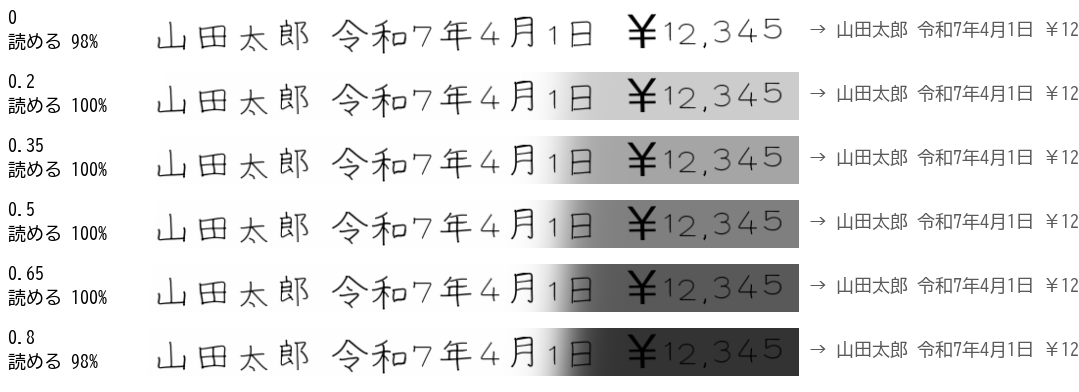 0
読める 98%
山田太郎 令和7年4月1日 ¥12,345 → 山田太郎 令和7年4月1日 ¥12
0.2
読める 100%
山田太郎 令和7年4月1日 ¥12,345 → 山田太郎 令和7年4月1日 ¥12
0.35
読める 100%
山田太郎 令和7年4月1日 ¥12,345 → 山田太郎 令和7年4月1日 ¥12
0.5
読める 100%
山田太郎 令和7年4月1日 ¥12,345 → 山田太郎 令和7年4月1日 ¥12
0.65
読める 100%
山田太郎 令和7年4月1日 ¥12,345 → 山田太郎 令和7年4月1日 ¥12
0.8
読める 98%
山田太郎 令和7年4月1日 ¥12,345 → 山田太郎 令和7年4月1日 ¥12